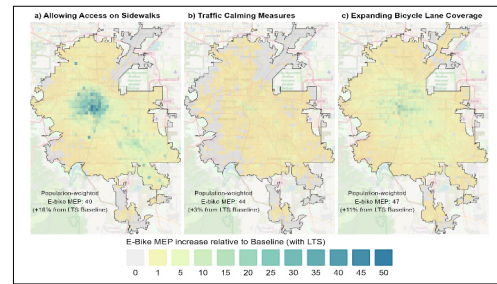 a) Allowing Access on Sidewalks
b) Traffic Calming Measures
c) Expanding Bicycle Lane Coverage
Population-weighted
E-bike MEP: 49
(+16% from LTS Baseline)
Population-weighted
E-bike MEP: 44
(+3% from LTS Baseline)
Population-weighted
E-bike MEP: 47
(+11% from LTS Baseline)
E-Bike MEP increase relative to Baseline (with LTS)
0 1 5 10 15 20 25 30 35 40 45 50